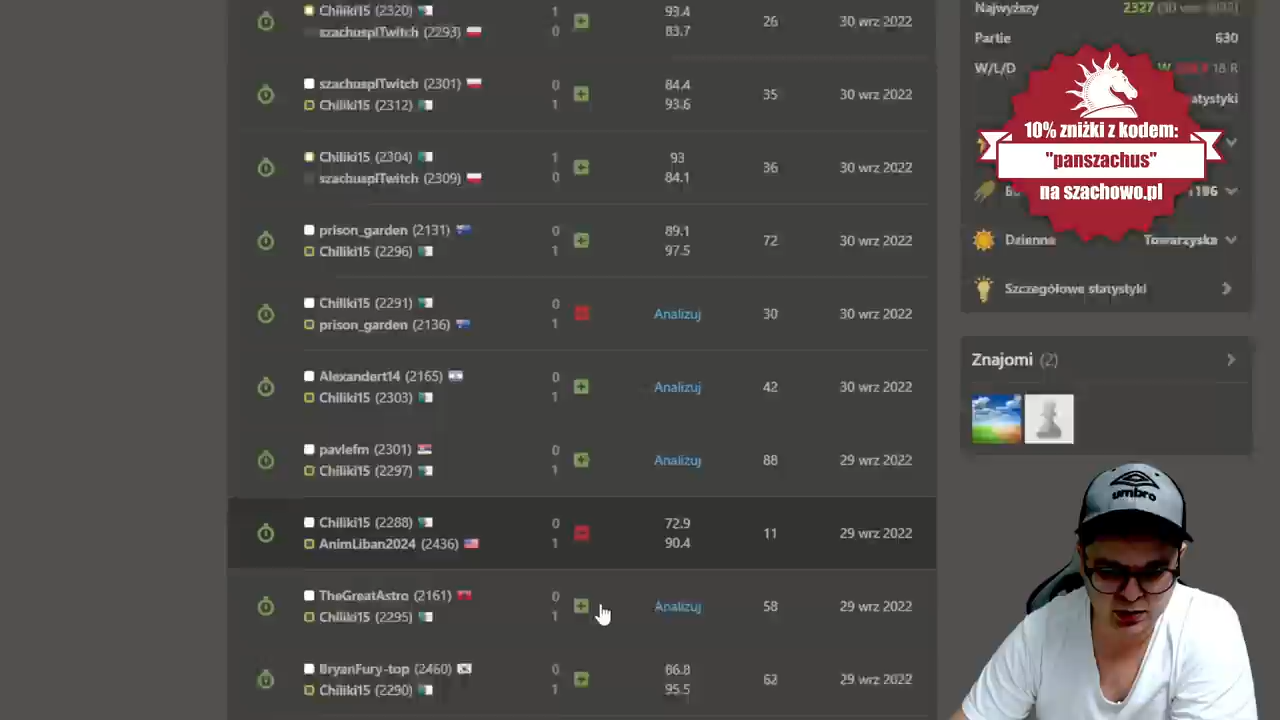 Chiliki15 (2320) 1 93.4 26 30 wrz 2022
szachusplTwitch (2293) 0 83.7
szachusplTwitch (2301) 0 84.4 35 30 wrz 2022
Chiliki15 (2312) 1 93.6
Chiliki15 (2304) 1 93 36 30 wrz 2022
szachusplTwitch (2309) 0 84.1
prison_garden (2131) 0 89.1 72 30 wrz 2022
Chiliki15 (2296) 1 97.5
Chiliki15 (2291) 0 Analizuj 30 30 wrz 2022
prison_garden (2136) 1
Alexandert14 (2165) 0 Analizuj 42 30 wrz 2022
Chiliki15 (2303) 1
pavlefm (2301) 0 Analizuj 88 29 wrz 2022
Chiliki15 (2297) 1
Chiliki15 (2288) 0 72.9 11 29 wrz 2022
AnimLiban2024 (2436) 1 90.4
TheGreatAstro (2161) 0 Analizuj 58 29 wrz 2022
Chiliki15 (2295) 1
BryanFury-top (2460) 0 86.8 62 29 wrz 2022
Chiliki15 (2290) 1 95.5
Najwyższy 2327
Partie 630
W/L/D 18 R
atystyki
10% zniżki z kodem:
"panszachus"
na szachowo.pl
1196
Dzienna Towarzyska
Szczegółowe statystyki
Znajomi (2)
umbro